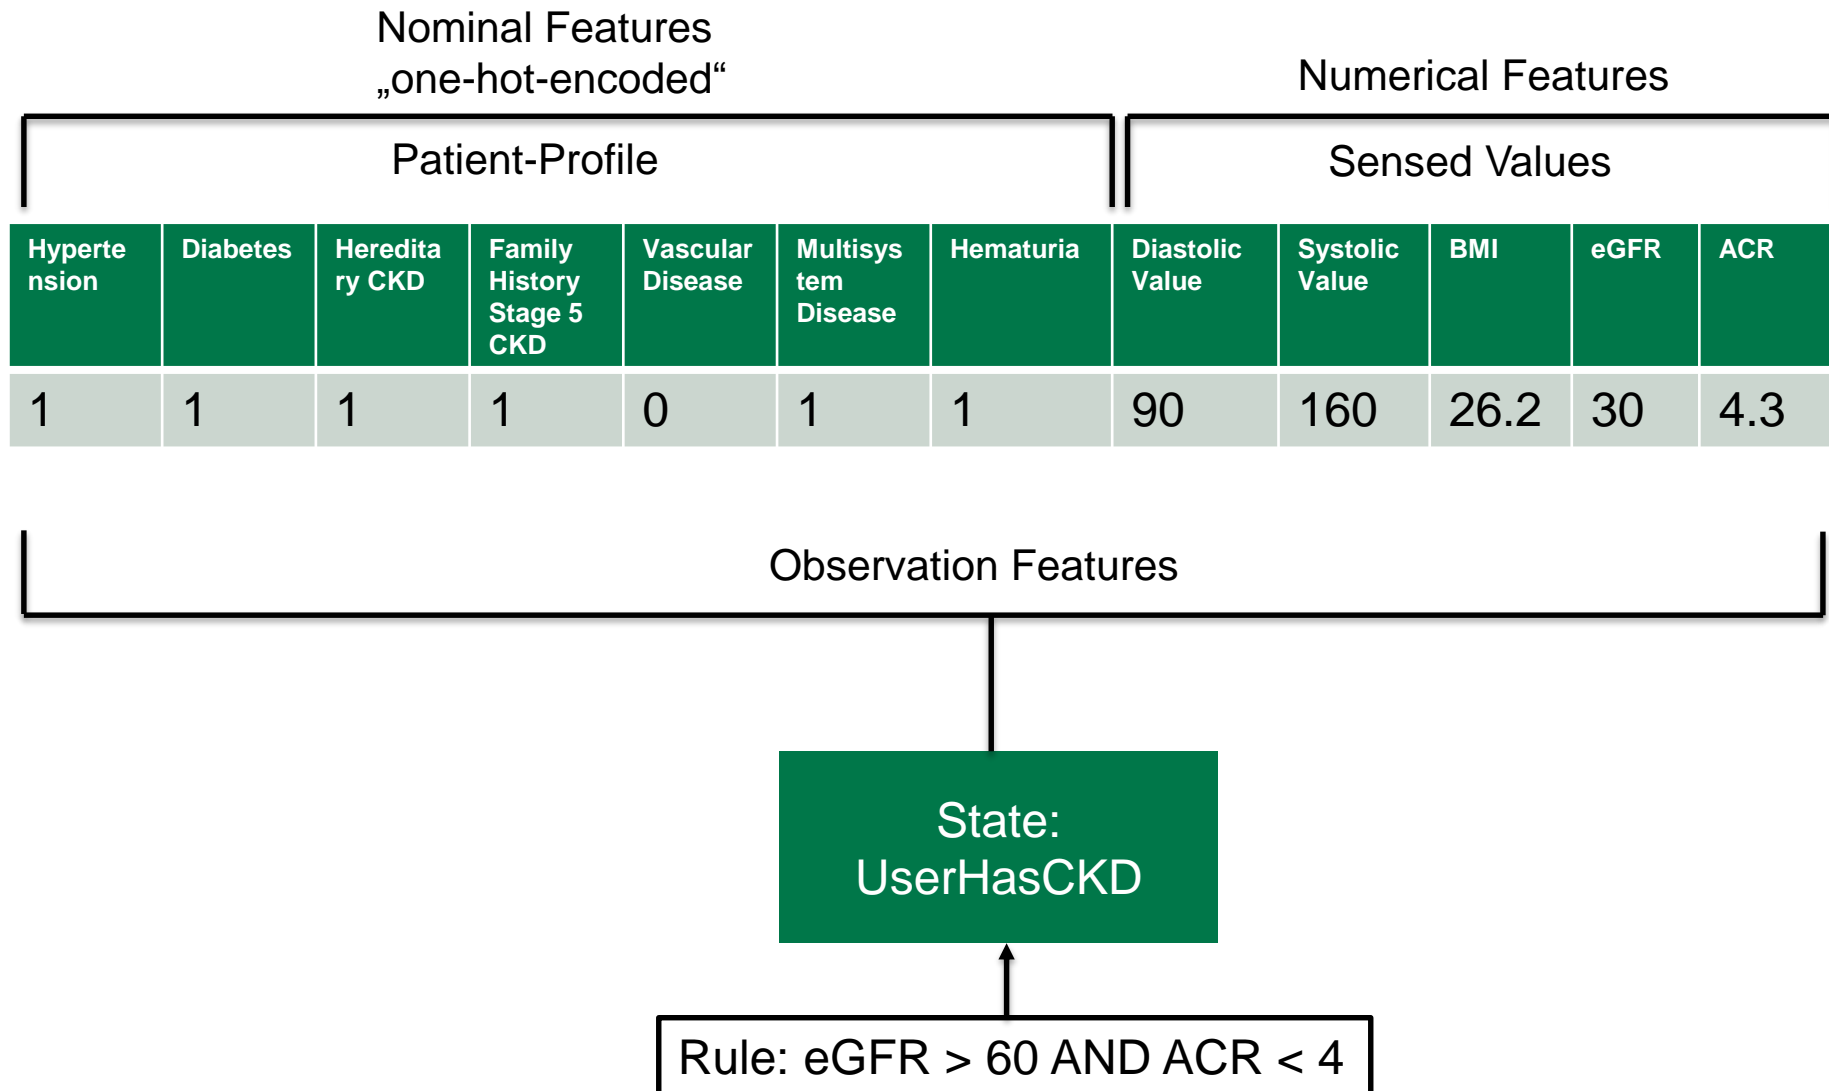 Nominal Features
„one-hot-encoded“
Numerical Features
Patient-Profile
Sensed Values
Hyperte
nsion
Diabetes
Heredita
ry CKD
Family
History
Stage 5
CKD
Vascular
Disease
Multisys
tem
Disease
Hematuria
Diastolic
Value
Systolic
Value
BMI
eGFR
ACR
1 1 1 1 0 1 1 90 160 26.2 30 4.3
Observation Features
State:
UserHasCKD
Rule: eGFR > 60 AND ACR < 4